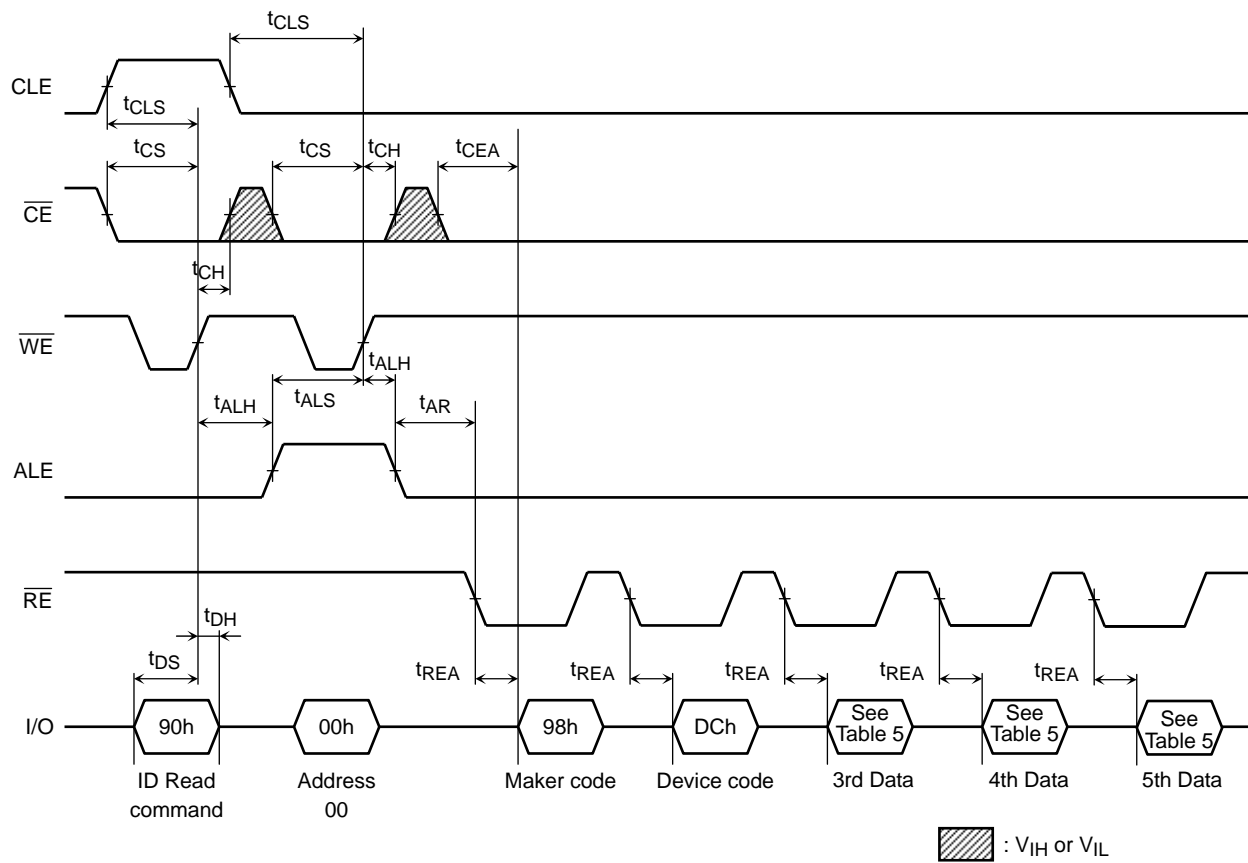 tCLS
CLE
tCLS
tCS
tCS
tCH
tCEA
CE
tCH
WE
tALH
tALH
tALS
tAR
ALE
RE
tDH
tDS
tREA
tREA
tREA
tREA
tREA
I/O
90h
00h
98h
DCh
See
Table 5
See
Table 5
See
Table 5
ID Read
command
Address
00
Maker code
Device code
3rd Data
4th Data
5th Data
: VIH or VIL